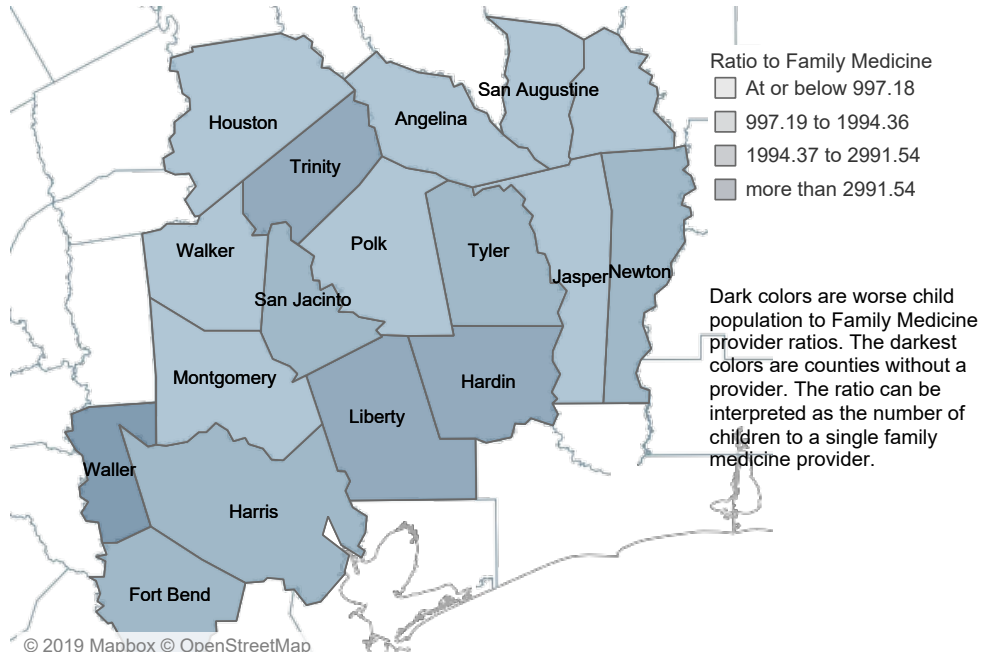 Ratio to Family Medicine
At or below 997.18
997.19 to 1994.36
1994.37 to 2991.54
more than 2991.54
San Augustine
Houston
Angelina
Trinity
Walker
Polk
Tyler
Jasper
Newton
San Jacinto
Montgomery
Hardin
Liberty
Waller
Harris
Fort Bend
Dark colors are worse child
population to Family Medicine
provider ratios. The darkest
colors are counties without a
provider. The ratio can be
interpreted as the number of
children to a single family
medicine provider.
© 2019 Mapbox © OpenStreetMap